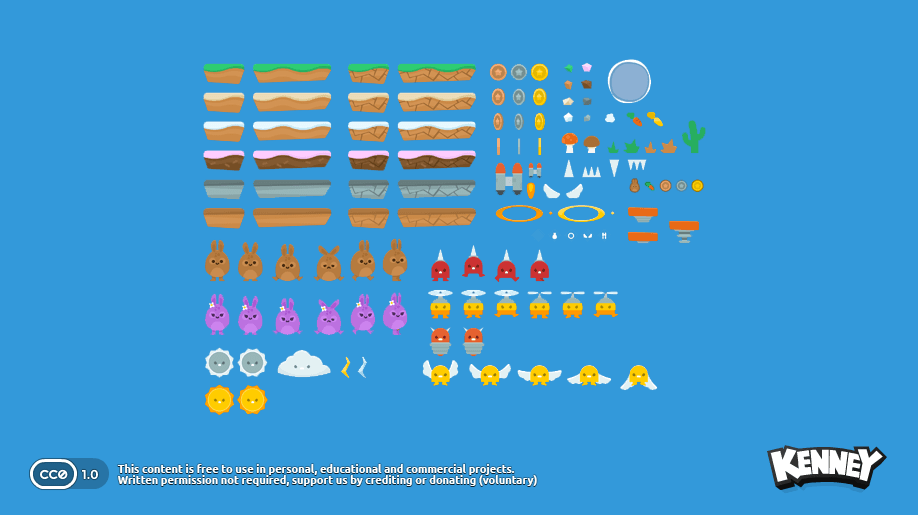 CC0 1.0
This content is free to use in personal, educational and commercial projects.
Written permission not required, support us by crediting or donating (voluntary)
KENNEY